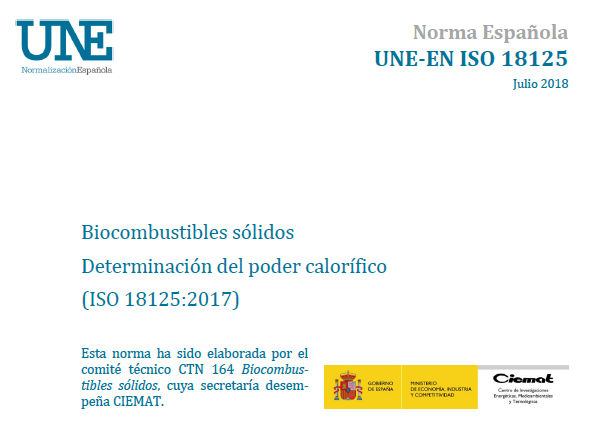 UNE
NormalizaciónEspañola
Norma Española
UNE-EN ISO 18125
Julio 2018
Biocombustibles sólidos
Determinación del poder calorífico
(ISO 18125:2017)
Esta norma ha sido elaborada por el
comité técnico CTN 164 Biocombus-
tibles sólidos, cuya secretaría desem-
peña CIEMAT.
GOBIERNO
DE ESPAÑA
MINISTERIO
DE ECONOMÍA, INDUSTRIA
Y COMPETITIVIDAD
Ciemat
Centro de Investigaciones
Energéticas, Medioambientales
y Tecnológicas